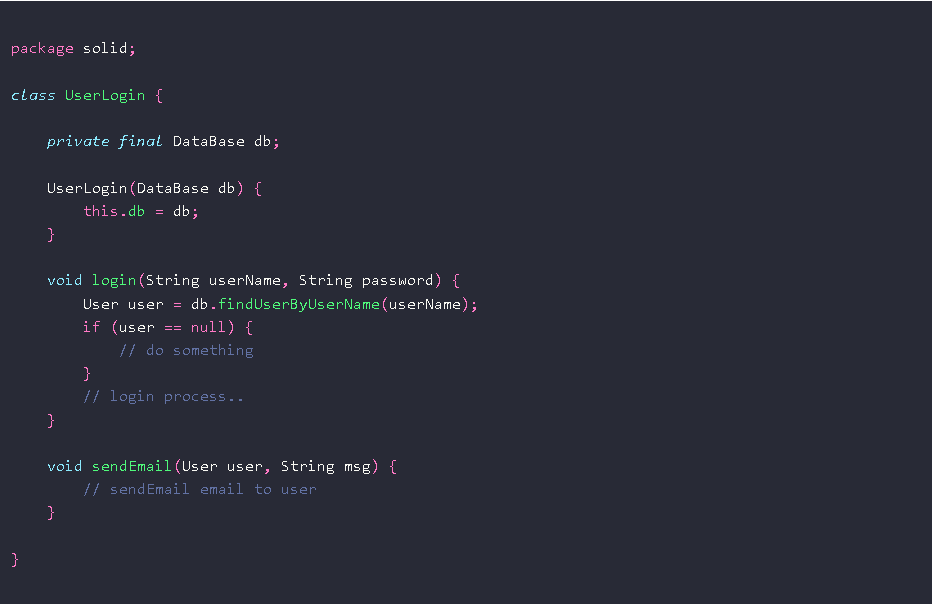 package solid;
class UserLogin {
    private final DataBase db;
    UserLogin(DataBase db) {
        this.db = db;
    }
    void login(String userName, String password) {
        User user = db.findUserByUserName(userName);
        if (user == null) {
            // do something
        }
        // login process..
    }
    void sendEmail(User user, String msg) {
        // sendEmail email to user
    }
}